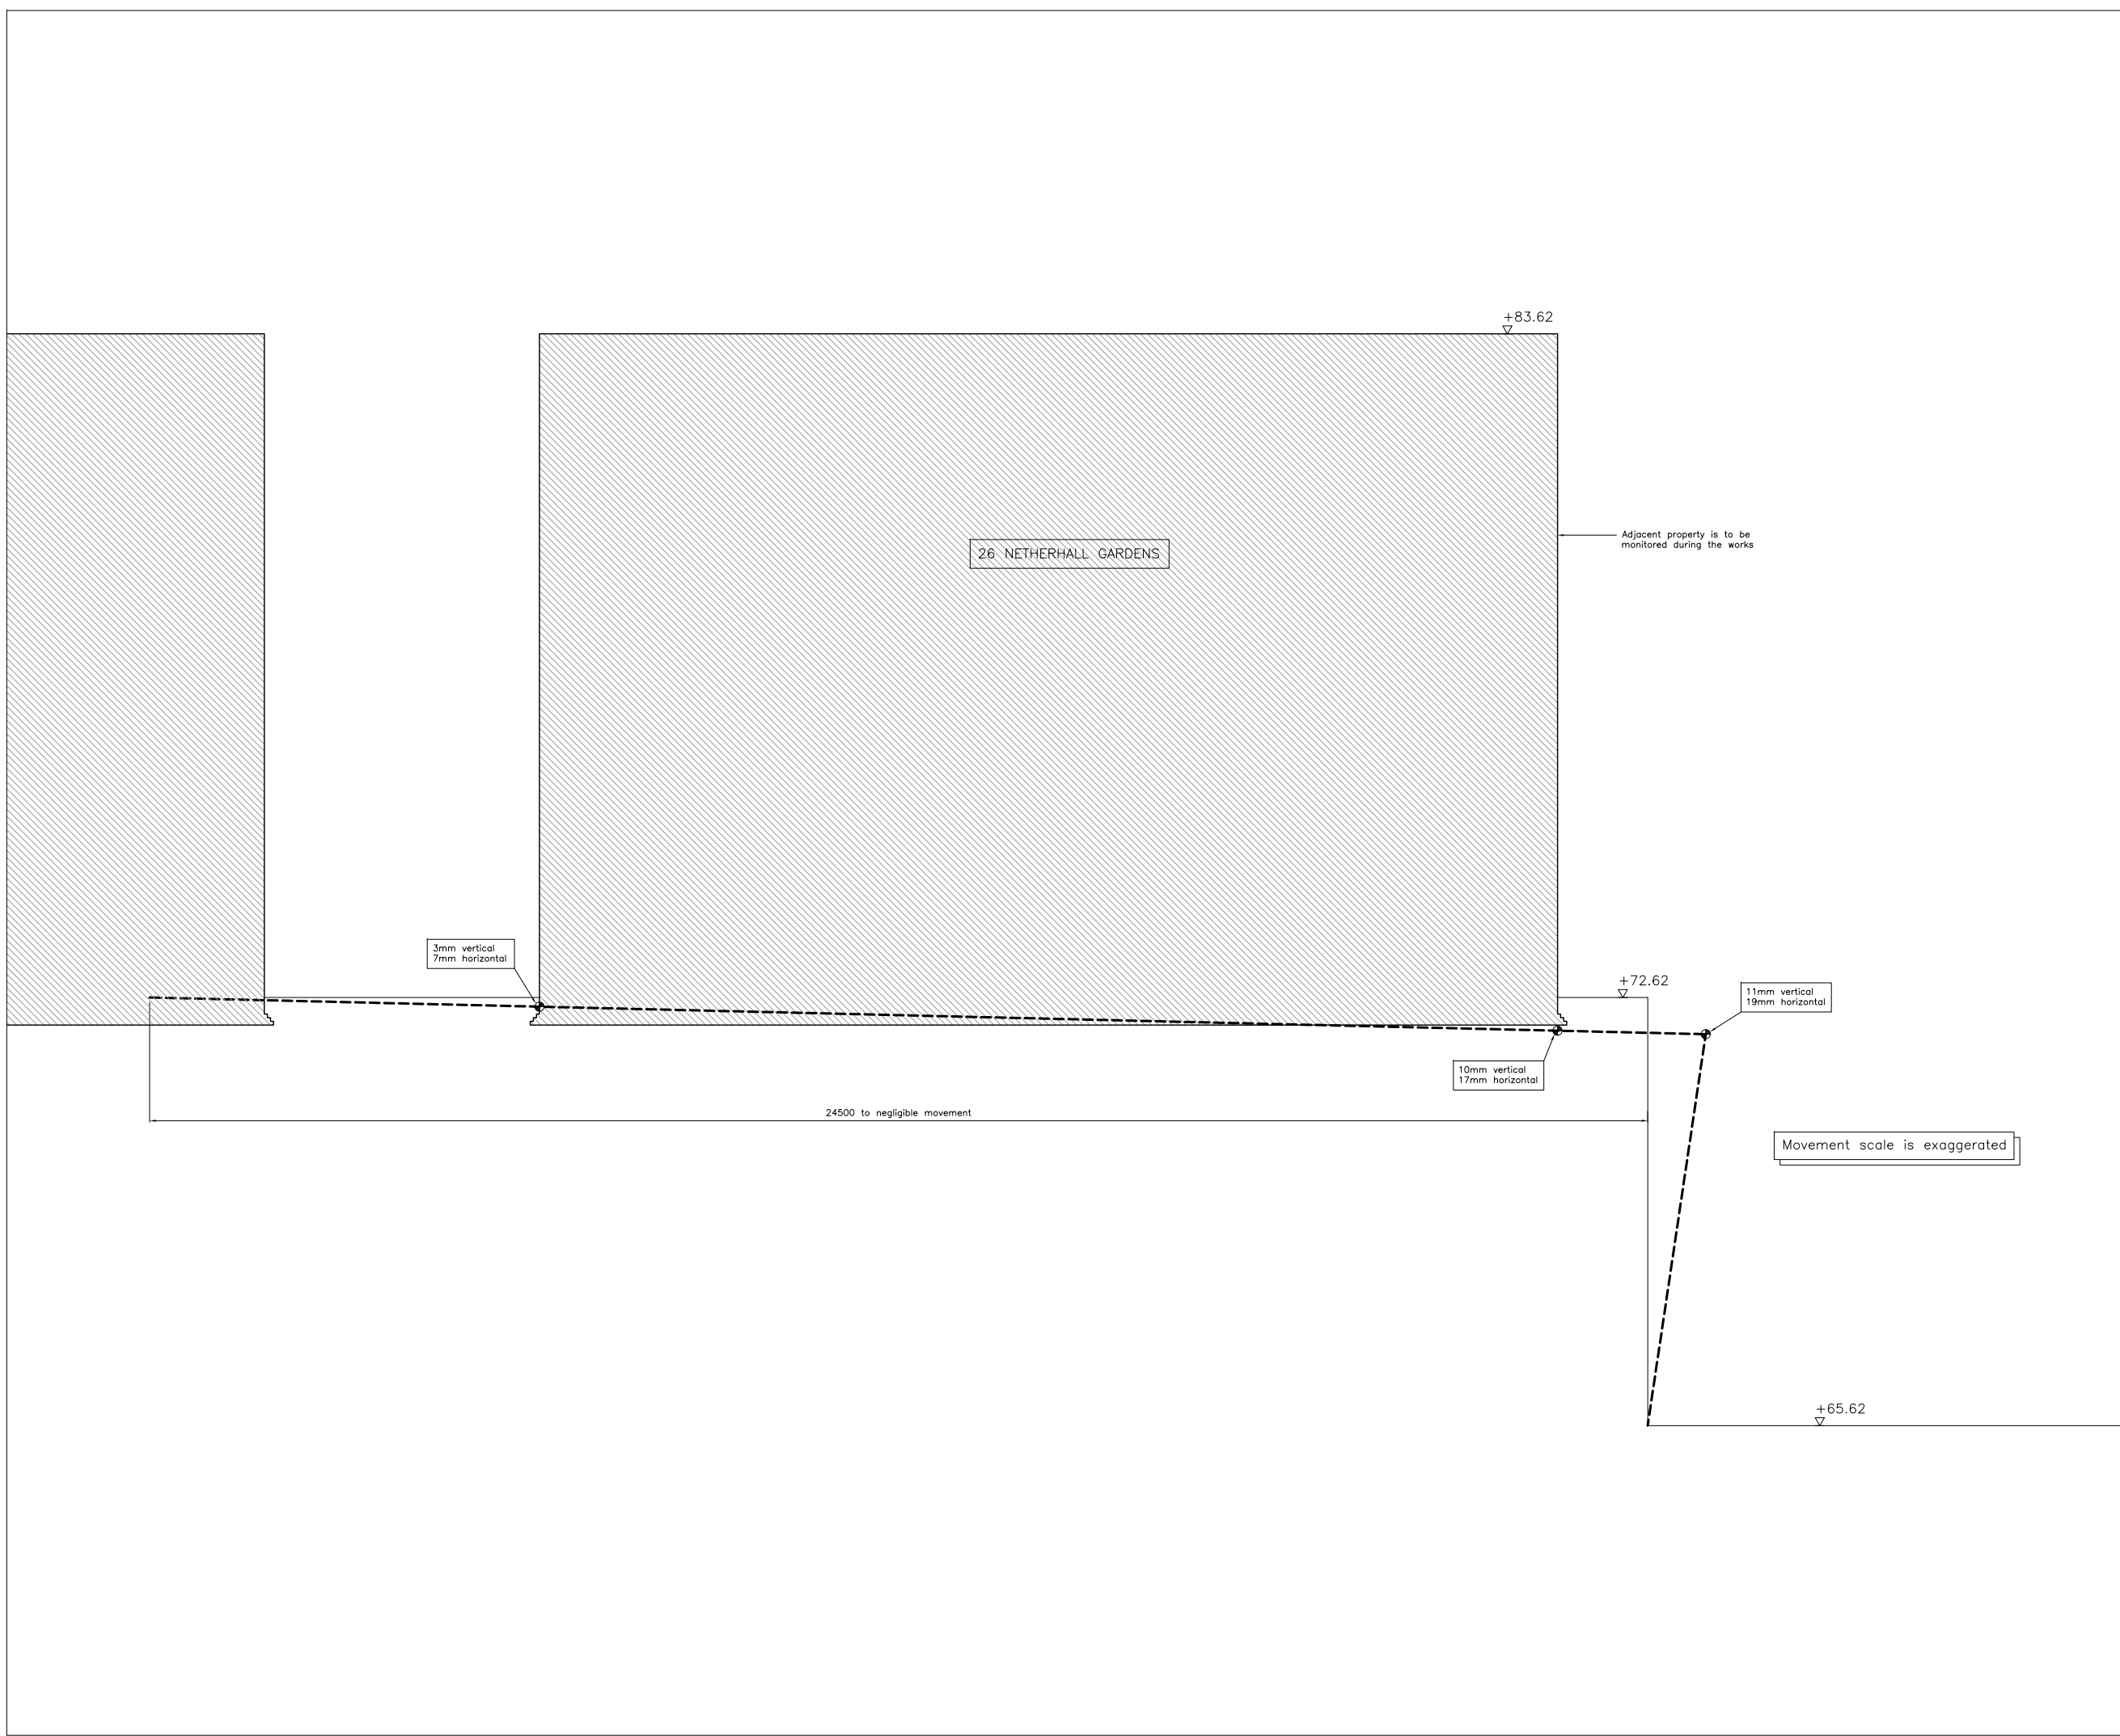 +83.62
Adjacent property is to be
monitored during the works
26 NETHERHALL GARDENS
3mm vertical
7mm horizontal
+72.62
11mm vertical
19mm horizontal
10mm vertical
17mm horizontal
24500 to negligible movement
Movement scale is exaggerated
+65.62